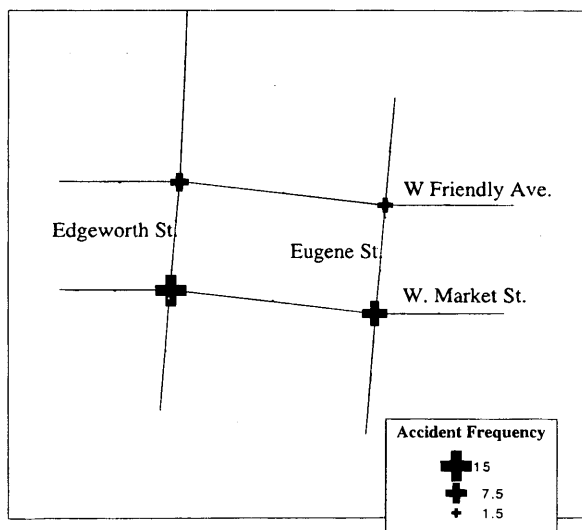 W Friendly Ave.
Edgeworth St.
Eugene St.
W. Market St.
Accident Frequency
15
7.5
1.5